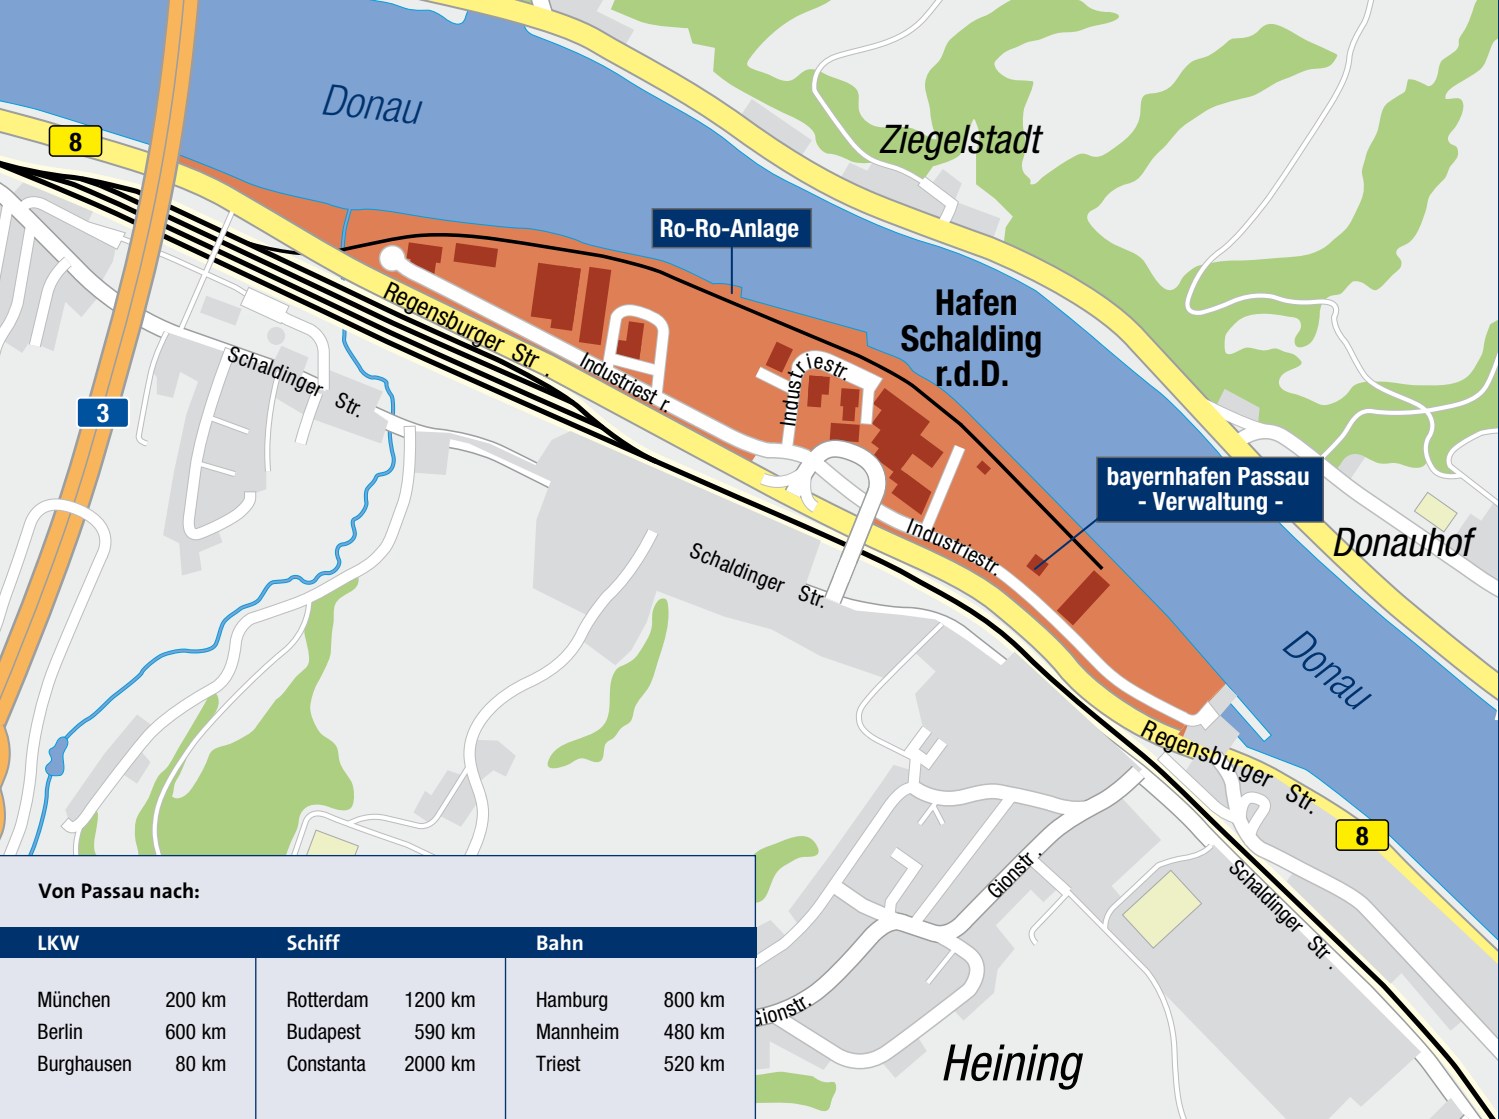 Donau
8
Ziegelstadt
Ro-Ro-Anlage
Hafen
Schalding
r.d.D.
Regensburger Str.
Industriestr.
Industriestr.
Schaldinger Str.
3
bayernhafen Passau
- Verwaltung -
Industriestr.
Donauhof
Schaldinger Str.
Donau
Regensburger Str.
8
Gionstr.
Schaldinger Str.
Gionstr.
Heining
Von Passau nach:
LKW Schiff Bahn
München 200 km Rotterdam 1200 km Hamburg 800 km
Berlin 600 km Budapest 590 km Mannheim 480 km
Burghausen 80 km Constanta 2000 km Triest 520 km